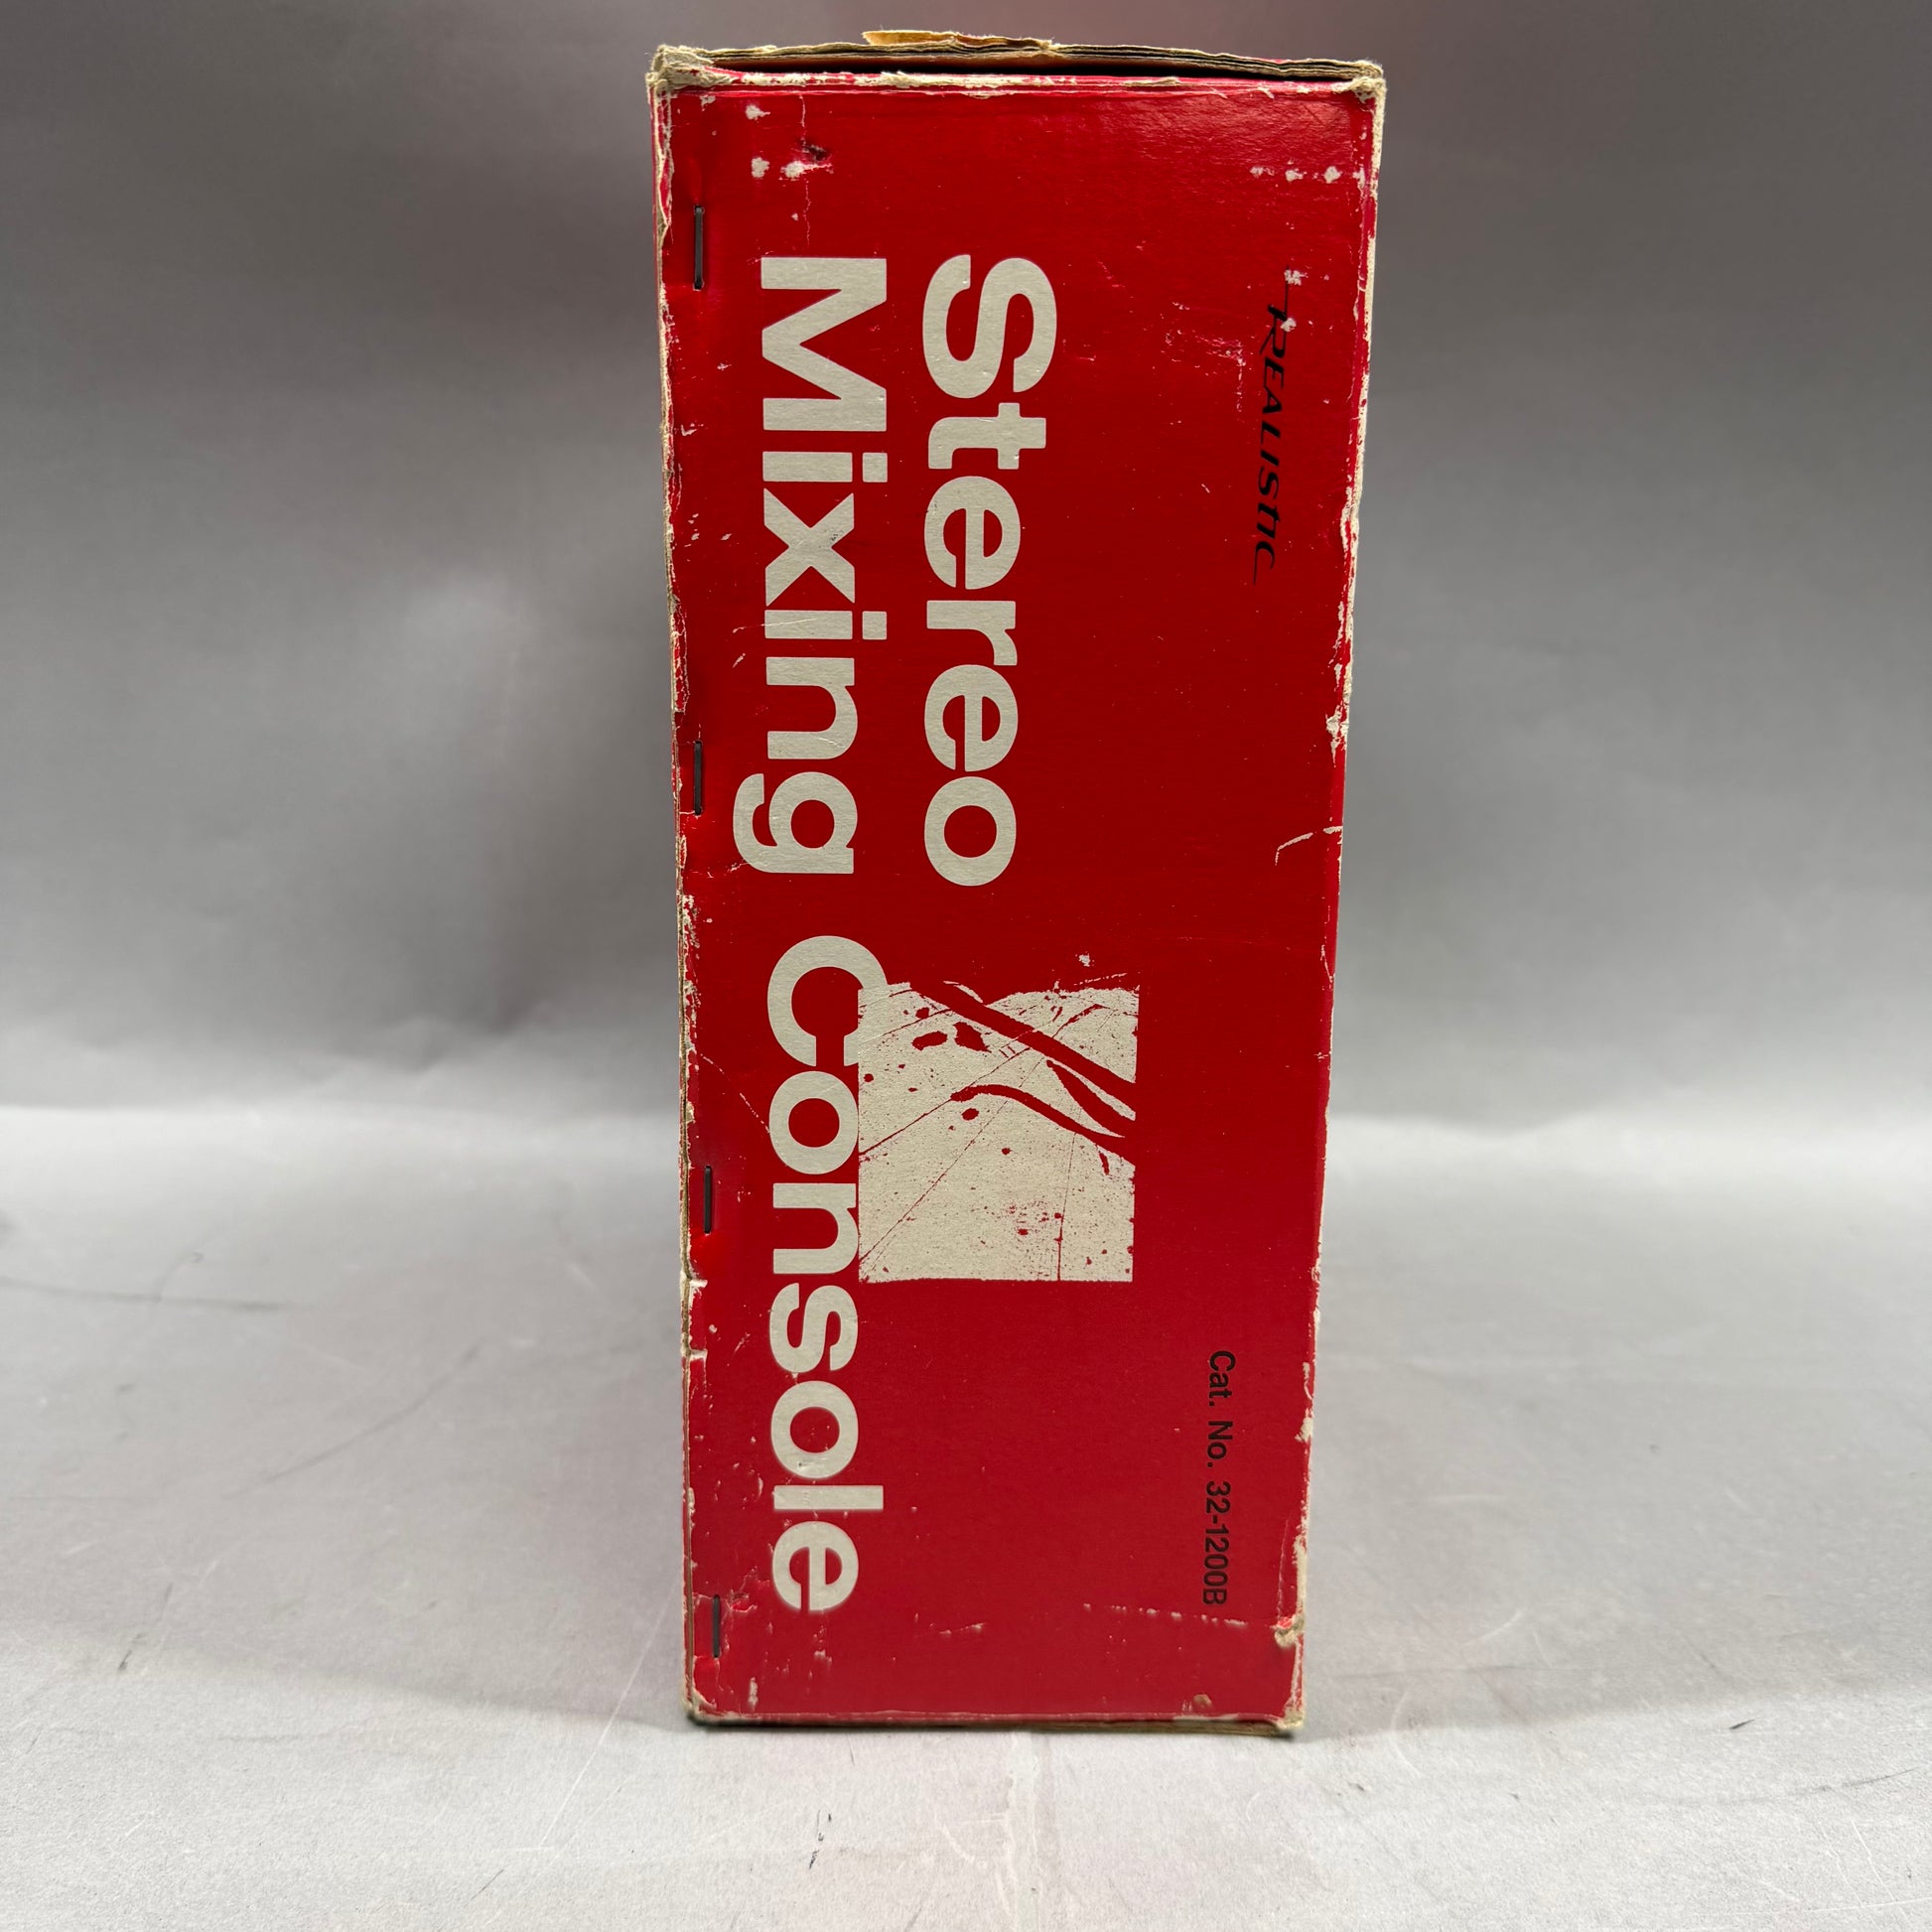 REALISTIC
Stereo
Mixing Console
Cat. No. 32-1200B